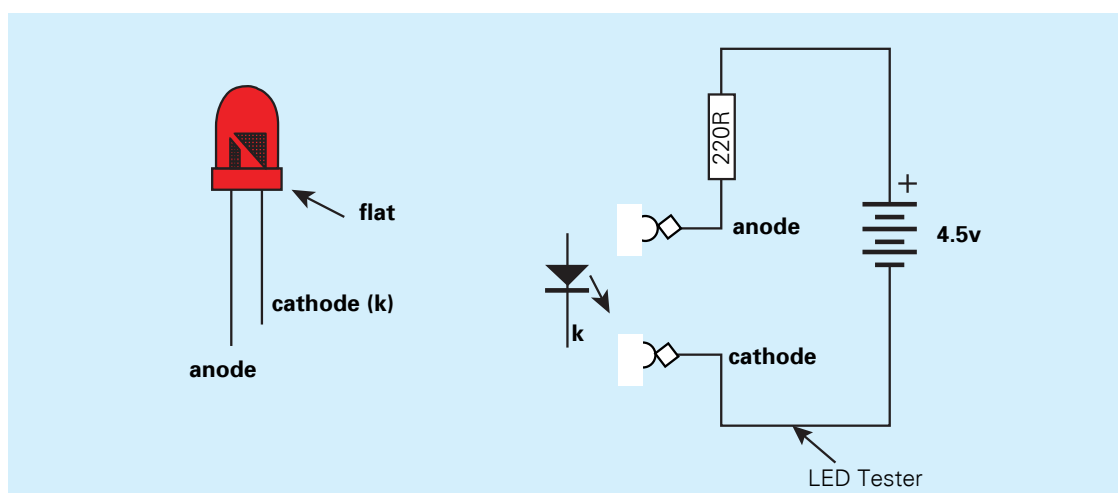 flat
cathode (k)
anode
220R
+
anode
4.5v
k
cathode
LED Tester